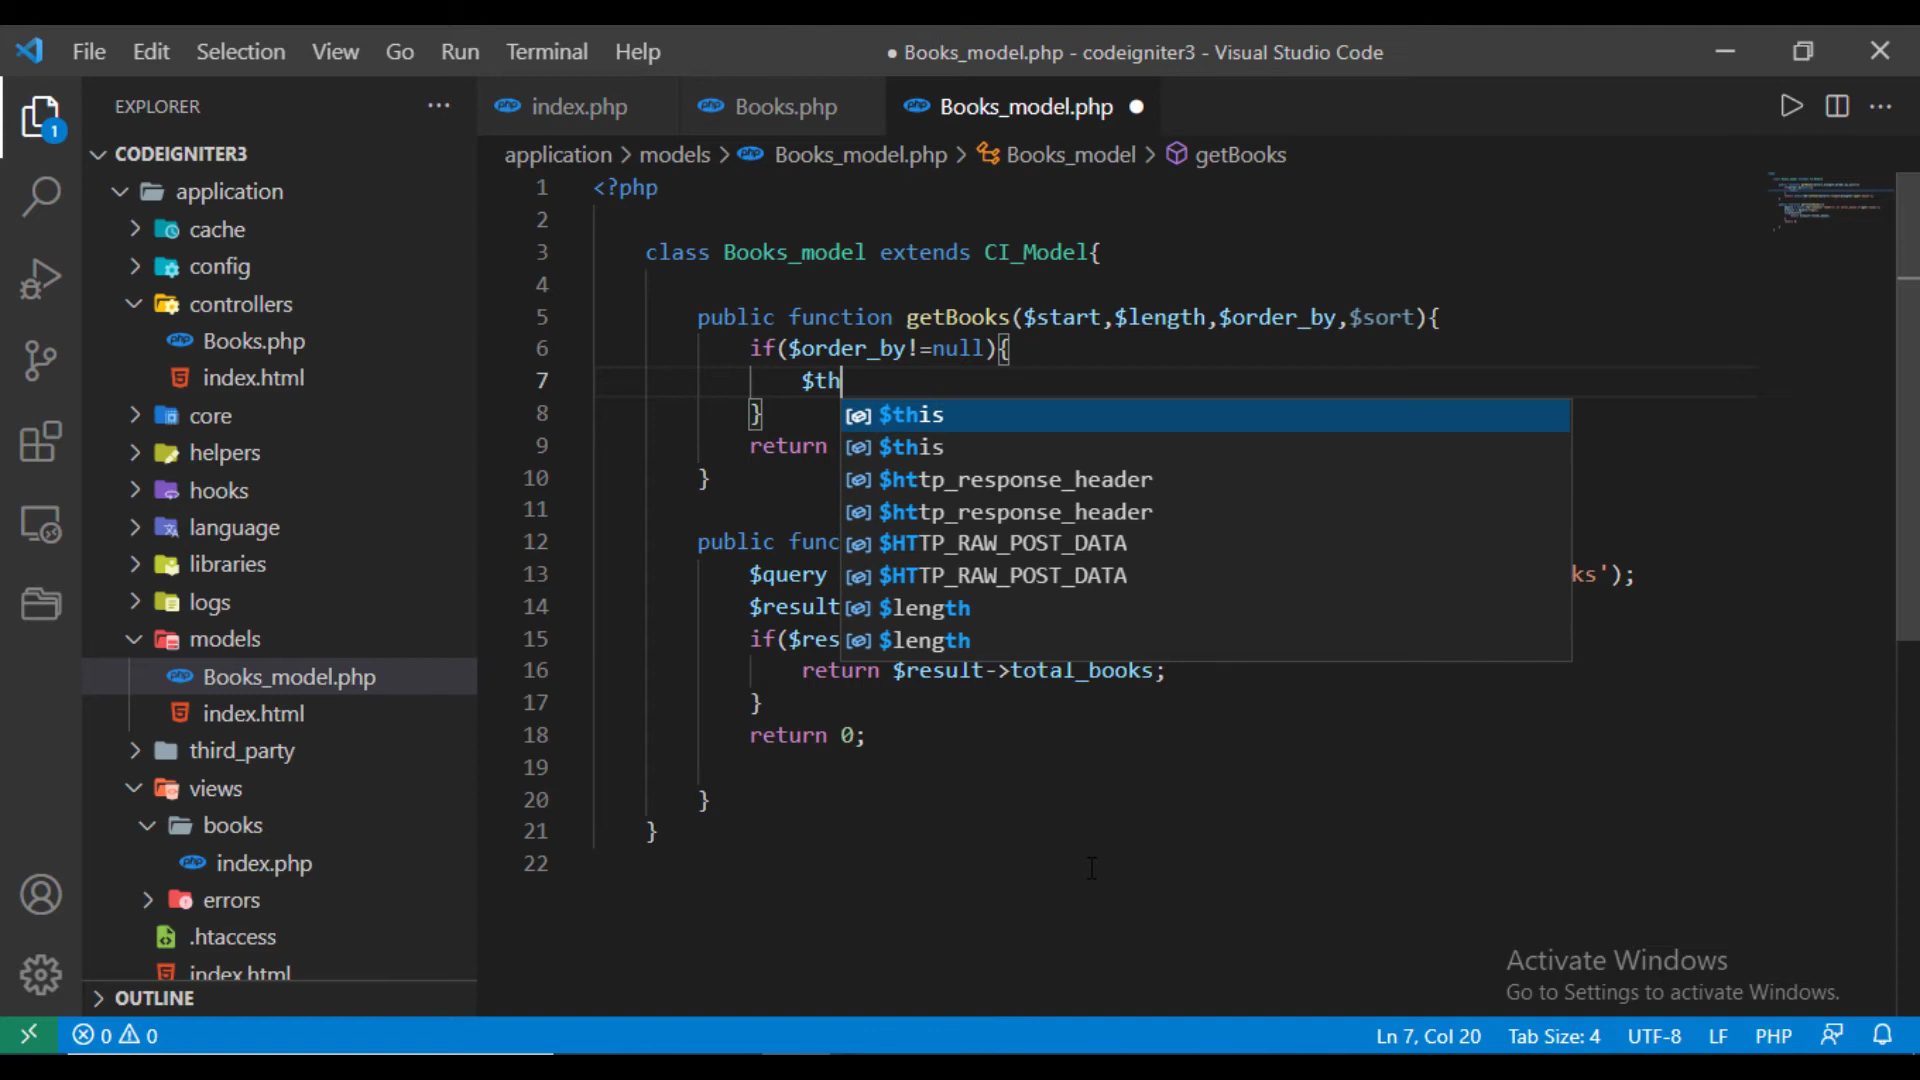 File Edit Selection View Go Run Terminal Help
● Books_model.php - codeigniter3 - Visual Studio Code
EXPLORER
index.php
Books.php
Books_model.php
1
application > models > Books_model.php > Books_model > getBooks
CODEIGNITER3
application
cache
config
controllers
Books.php
index.html
core
helpers
hooks
language
libraries
logs
models
Books_model.php
index.html
third_party
views
books
index.php
errors
.htaccess
index.html
OUTLINE
1 <?php
2
3 class Books_model extends CI_Model{
4
5 public function getBooks($start,$length,$order_by,$sort){
6 if($order_by!=null){
7 $th
8 }
9 return
10 }
11
12 public func
13 $query ks');
14 $result
15 if($res
16 return $result->total_books;
17 }
18 return 0;
19
20 }
21 }
22
$this
$this
$http_response_header
$http_response_header
$HTTP_RAW_POST_DATA
$HTTP_RAW_POST_DATA
$length
$length
Activate Windows
Go to Settings to activate Windows.
0 0
Ln 7, Col 20 Tab Size: 4 UTF-8 LF PHP